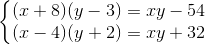 (x + 8)(y − 3) = xy − 54
(x − 4)(y + 2) = xy + 32